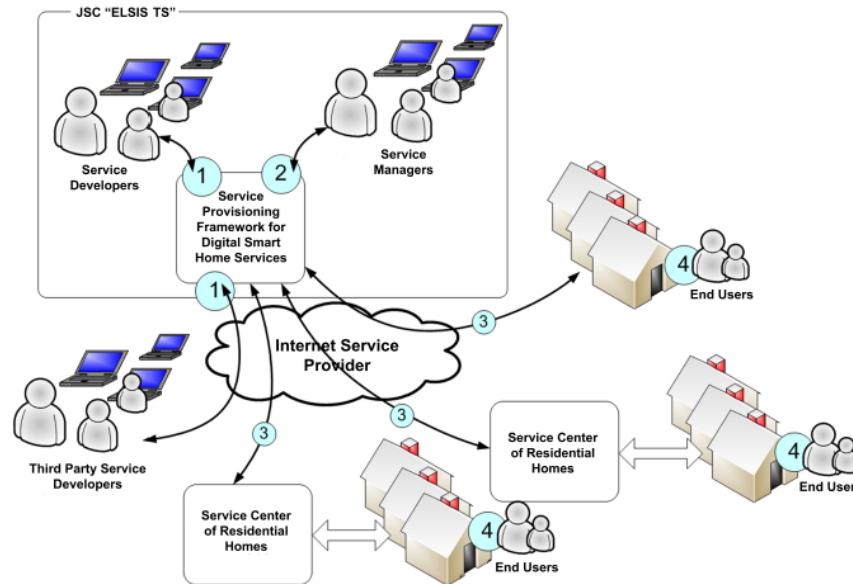 JSC “ELSIS TS”
Service
Developers
Service
Managers
1
2
Service
Provisioning
Framework for
Digital Smart
Home Services
1
4
End Users
3
Internet Service
Provider
3
3
Third Party Service
Developers
Service Center
of Residential
Homes
4
End User
Service Center
of Residential
Homes
4
End Users